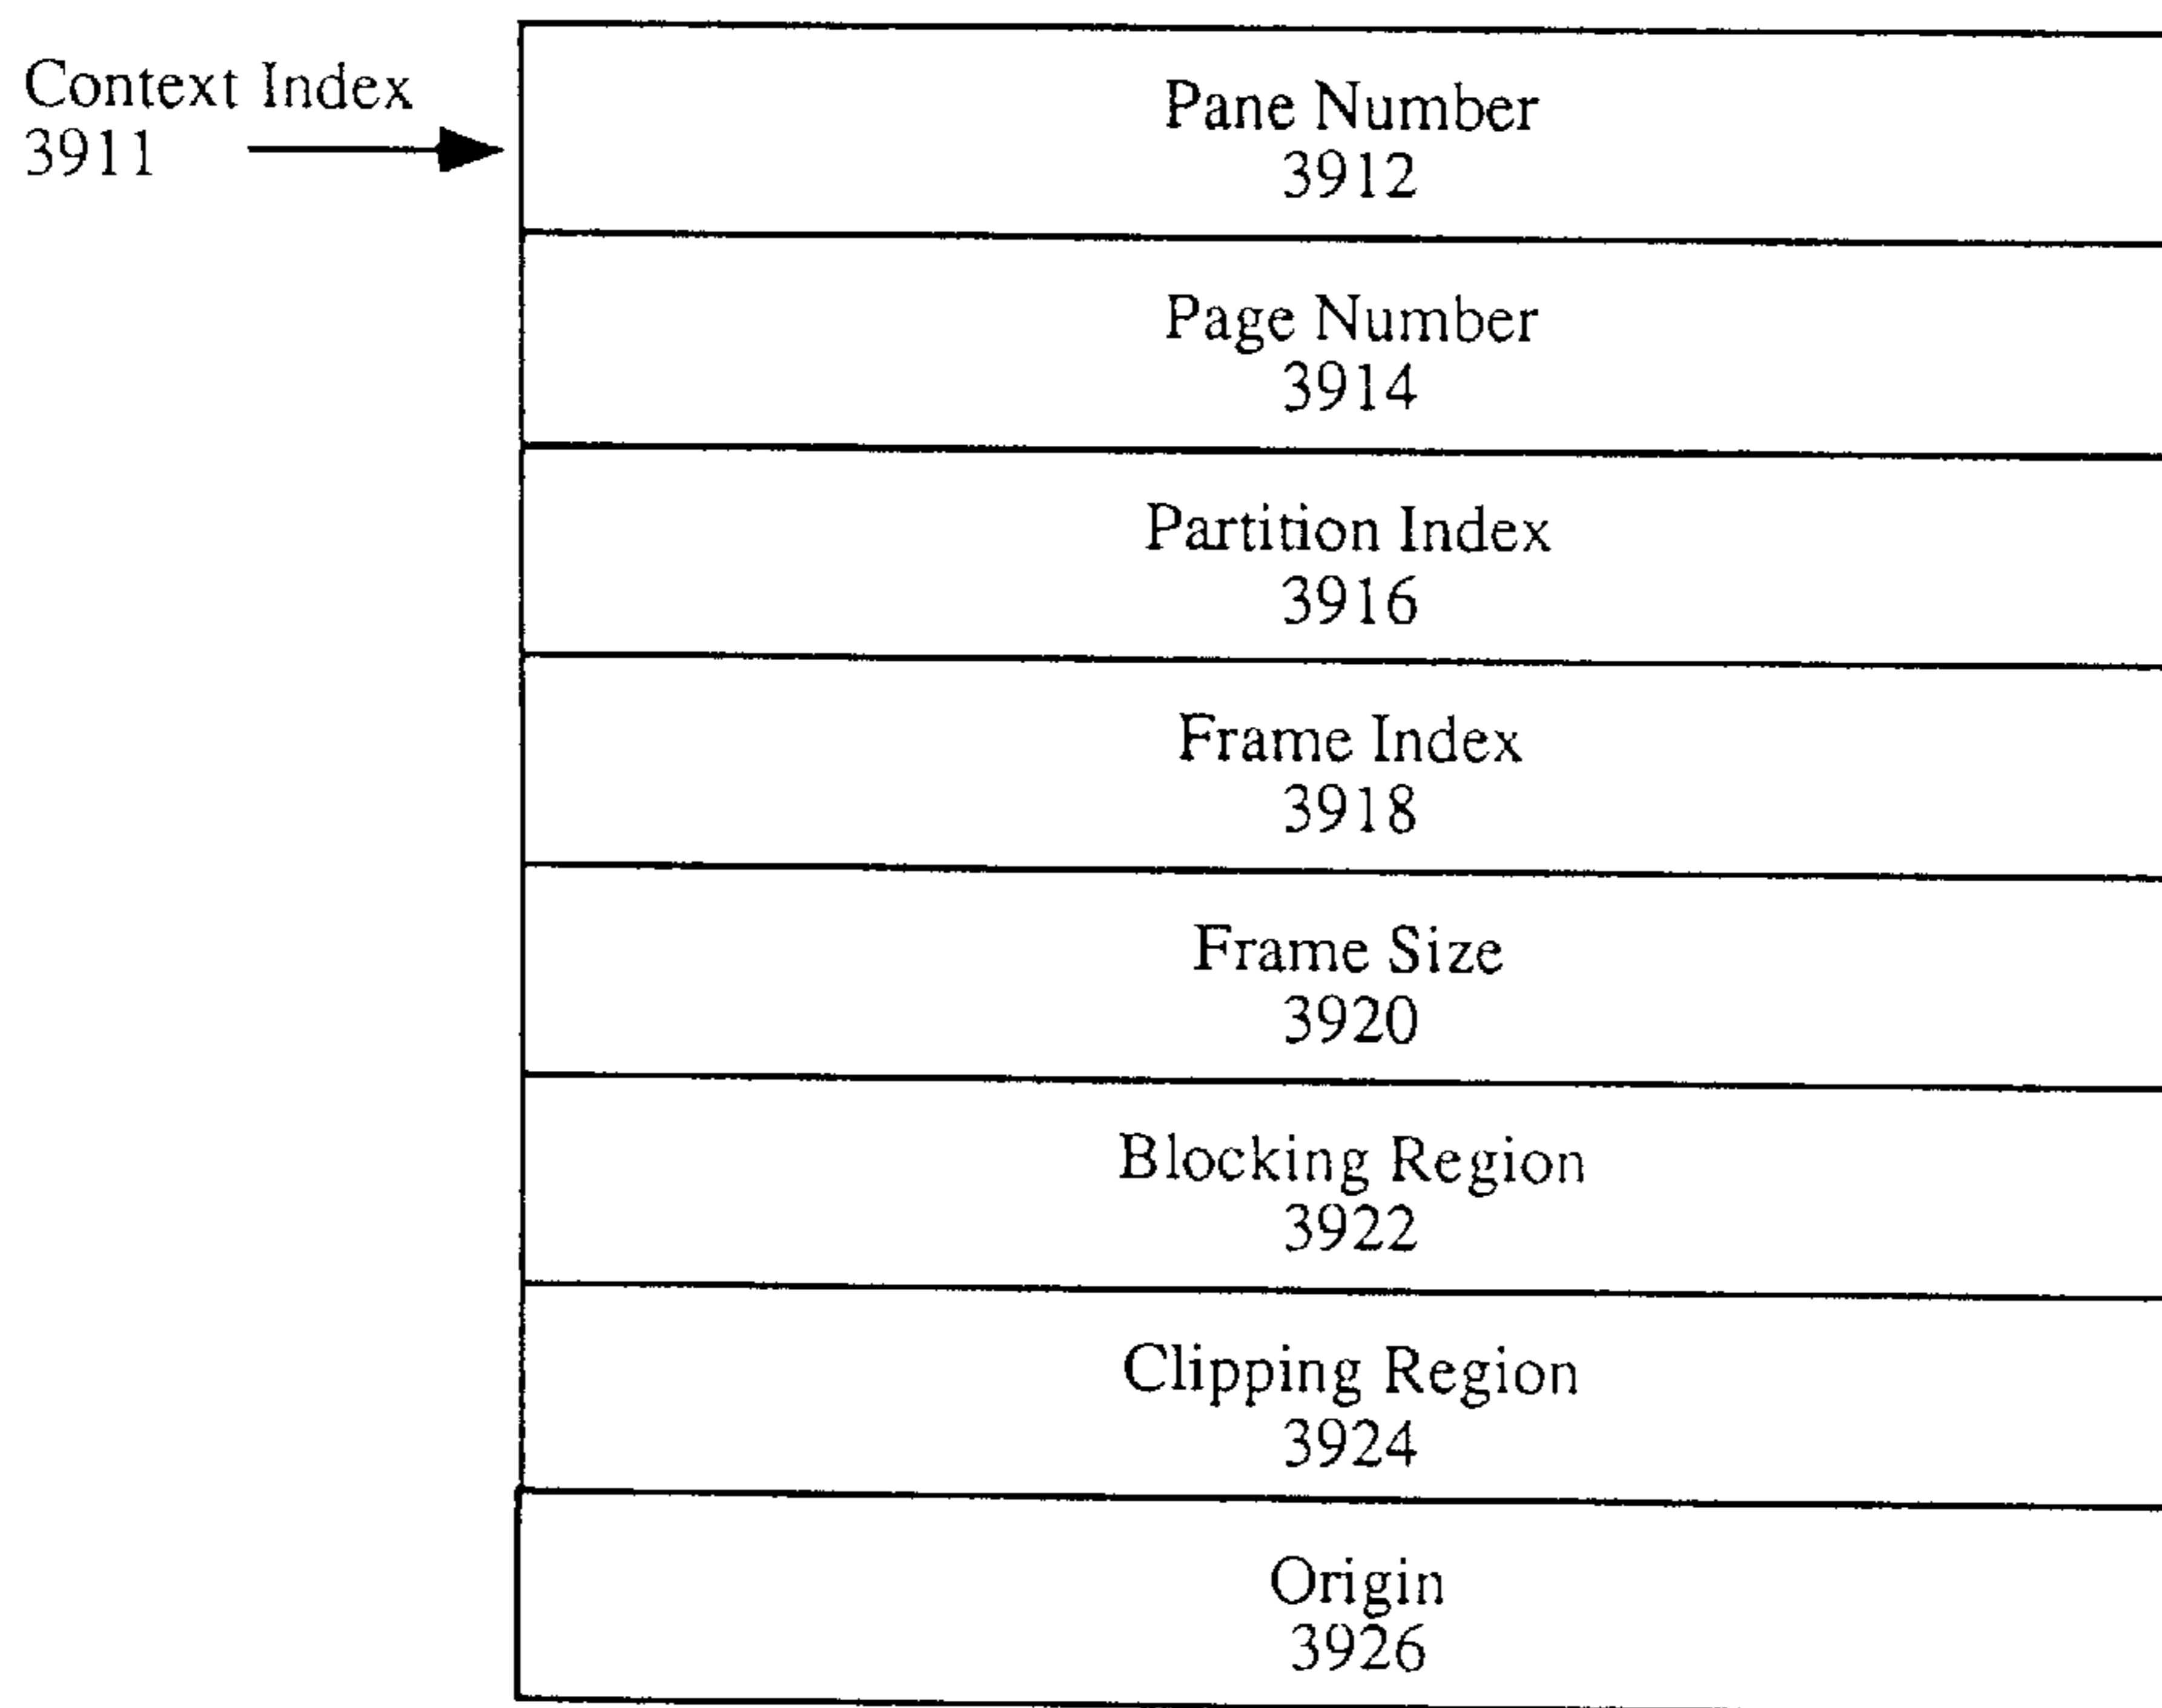 Context Index
3911
Pane Number
3912
Page Number
3914
Partition Index
3916
Frame Index
3918
Frame Size
3920
Blocking Region
3922
Clipping Region
3924
Origin
3926